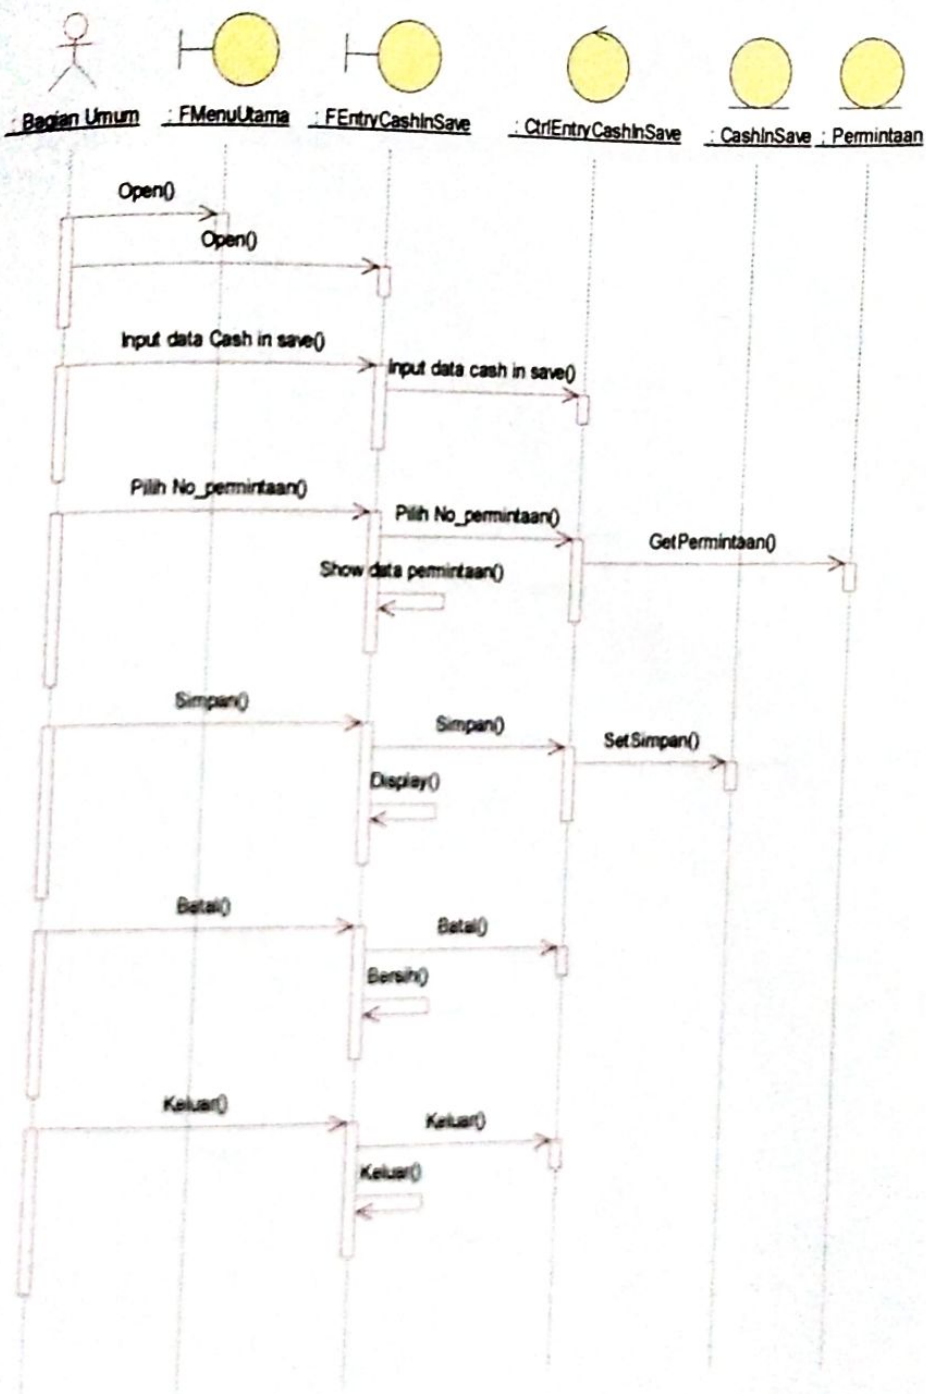 : Bagian Umum
: FMenuUtama
: FEntryCashInSave
: CtrlEntryCashInSave
: CashInSave
: Permintaan
Open()
Open()
Input data Cash in save()
Input data cash in save()
Pilih No_permintaan()
Pilih No_permintaan()
GetPermintaan()
Show data permintaan()
Simpan()
Simpan()
SetSimpan()
Display()
Batal()
Batal()
Bersih()
Keluar()
Keluar()
Keluar()